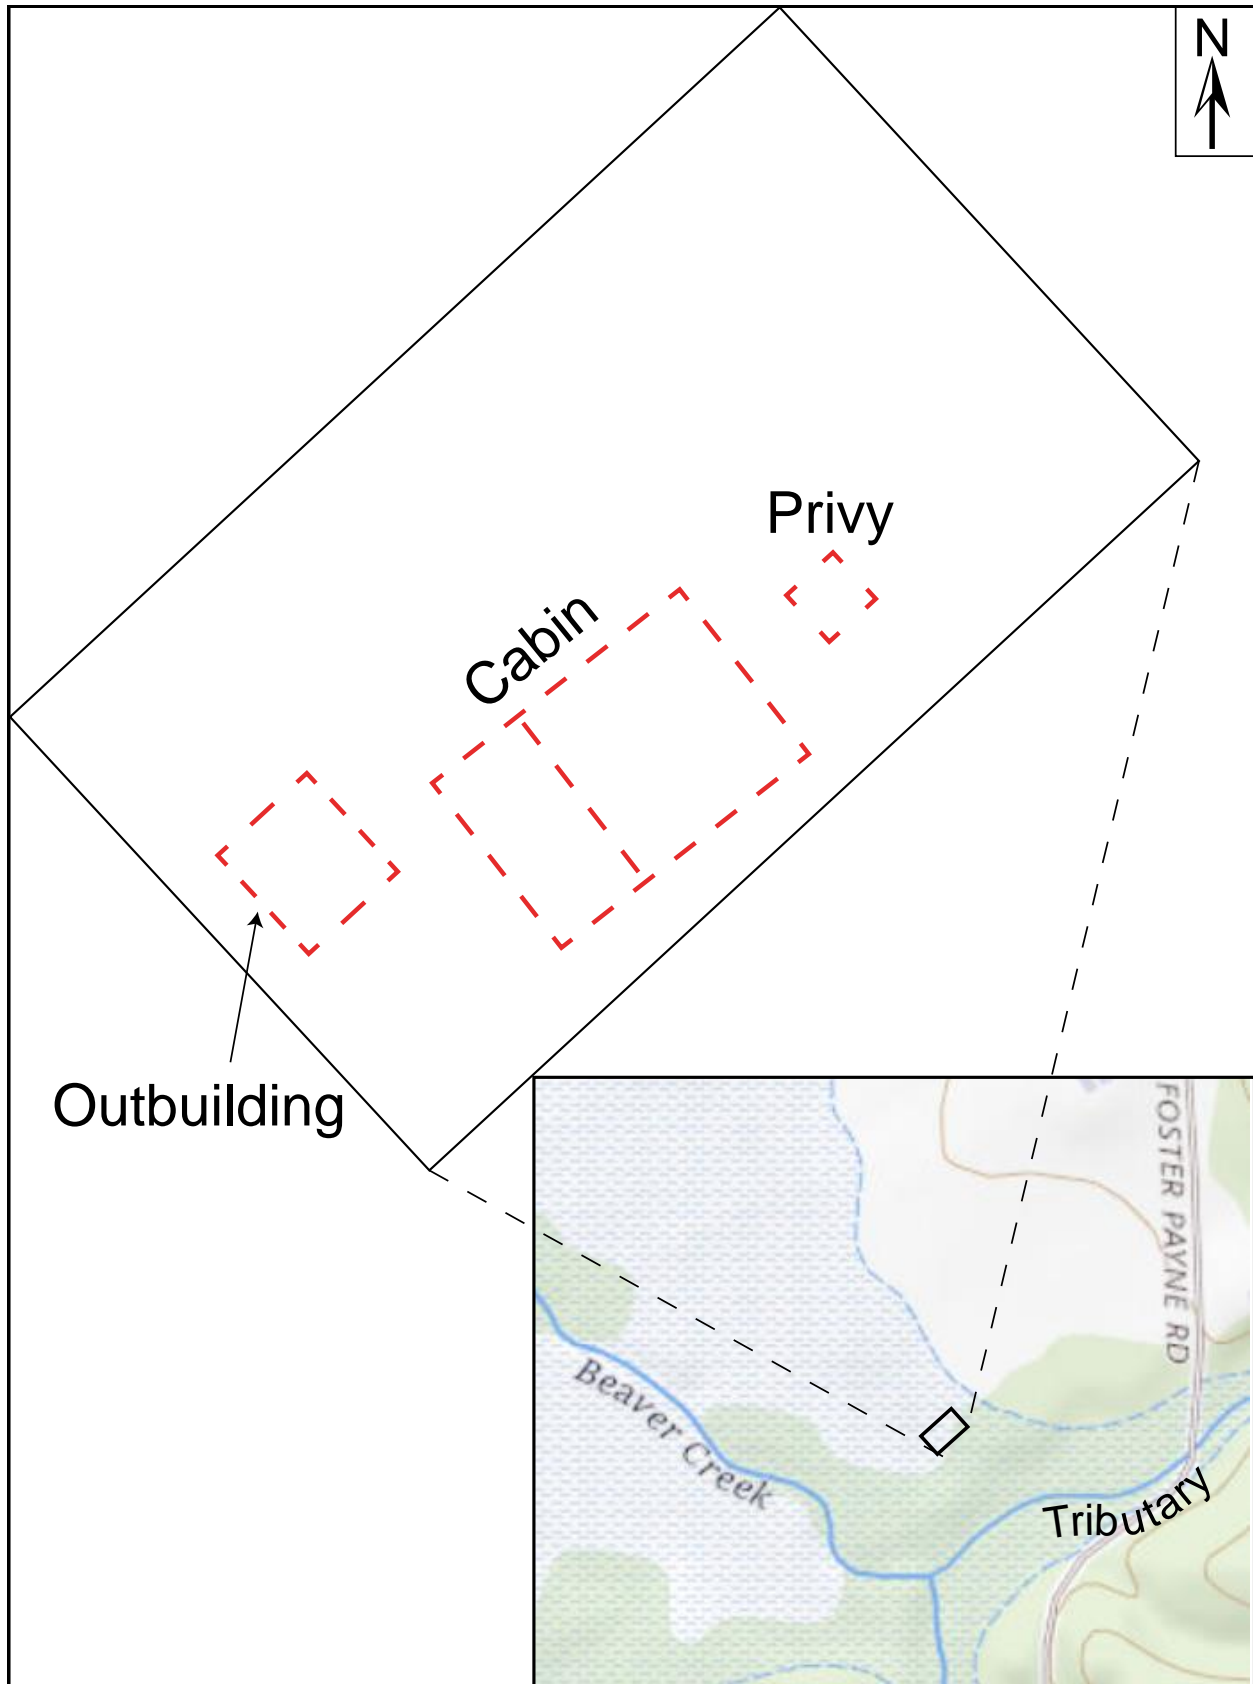 N
Privy
Cabin
Outbuilding
FOSTER PAYNE RD
Beaver Creek
Tributary